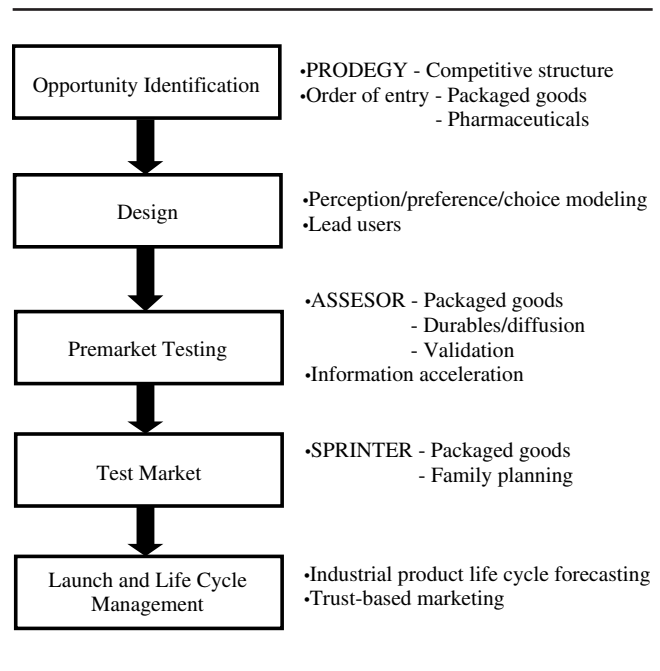 Opportunity Identification
•PRODEGY - Competitive structure
•Order of entry - Packaged goods
- Pharmaceuticals
Design
•Perception/preference/choice modeling
•Lead users
Premarket Testing
•ASSESOR - Packaged goods
- Durables/diffusion
- Validation
•Information acceleration
Test Market
•SPRINTER - Packaged goods
- Family planning
Launch and Life Cycle
Management
•Industrial product life cycle forecasting
•Trust-based marketing